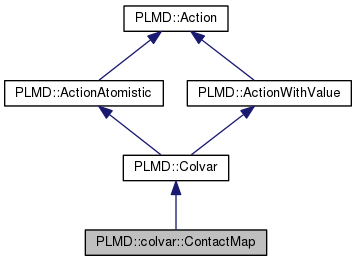 PLMD::Action
PLMD::ActionAtomistic
PLMD::ActionWithValue
PLMD::Colvar
PLMD::colvar::ContactMap